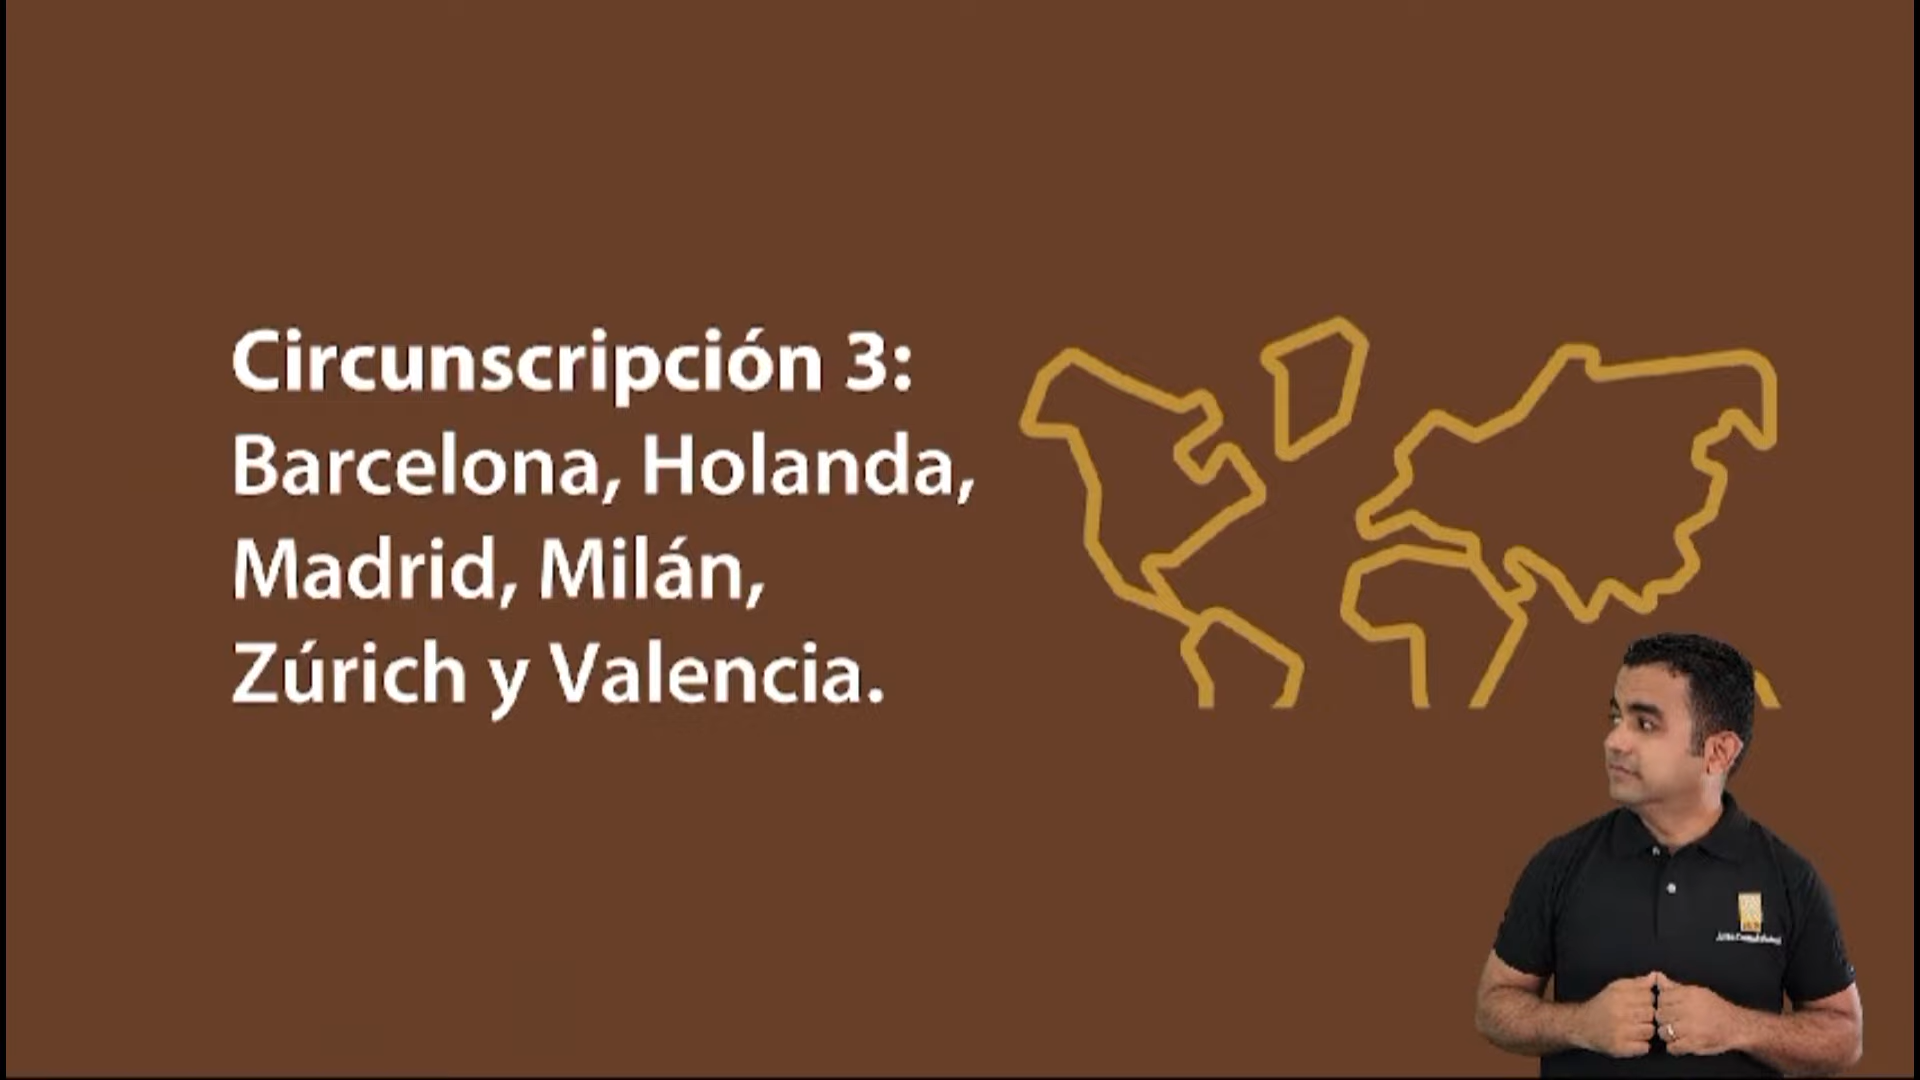 Circunscripción 3:
Barcelona, Holanda,
Madrid, Milán,
Zúrich y Valencia.